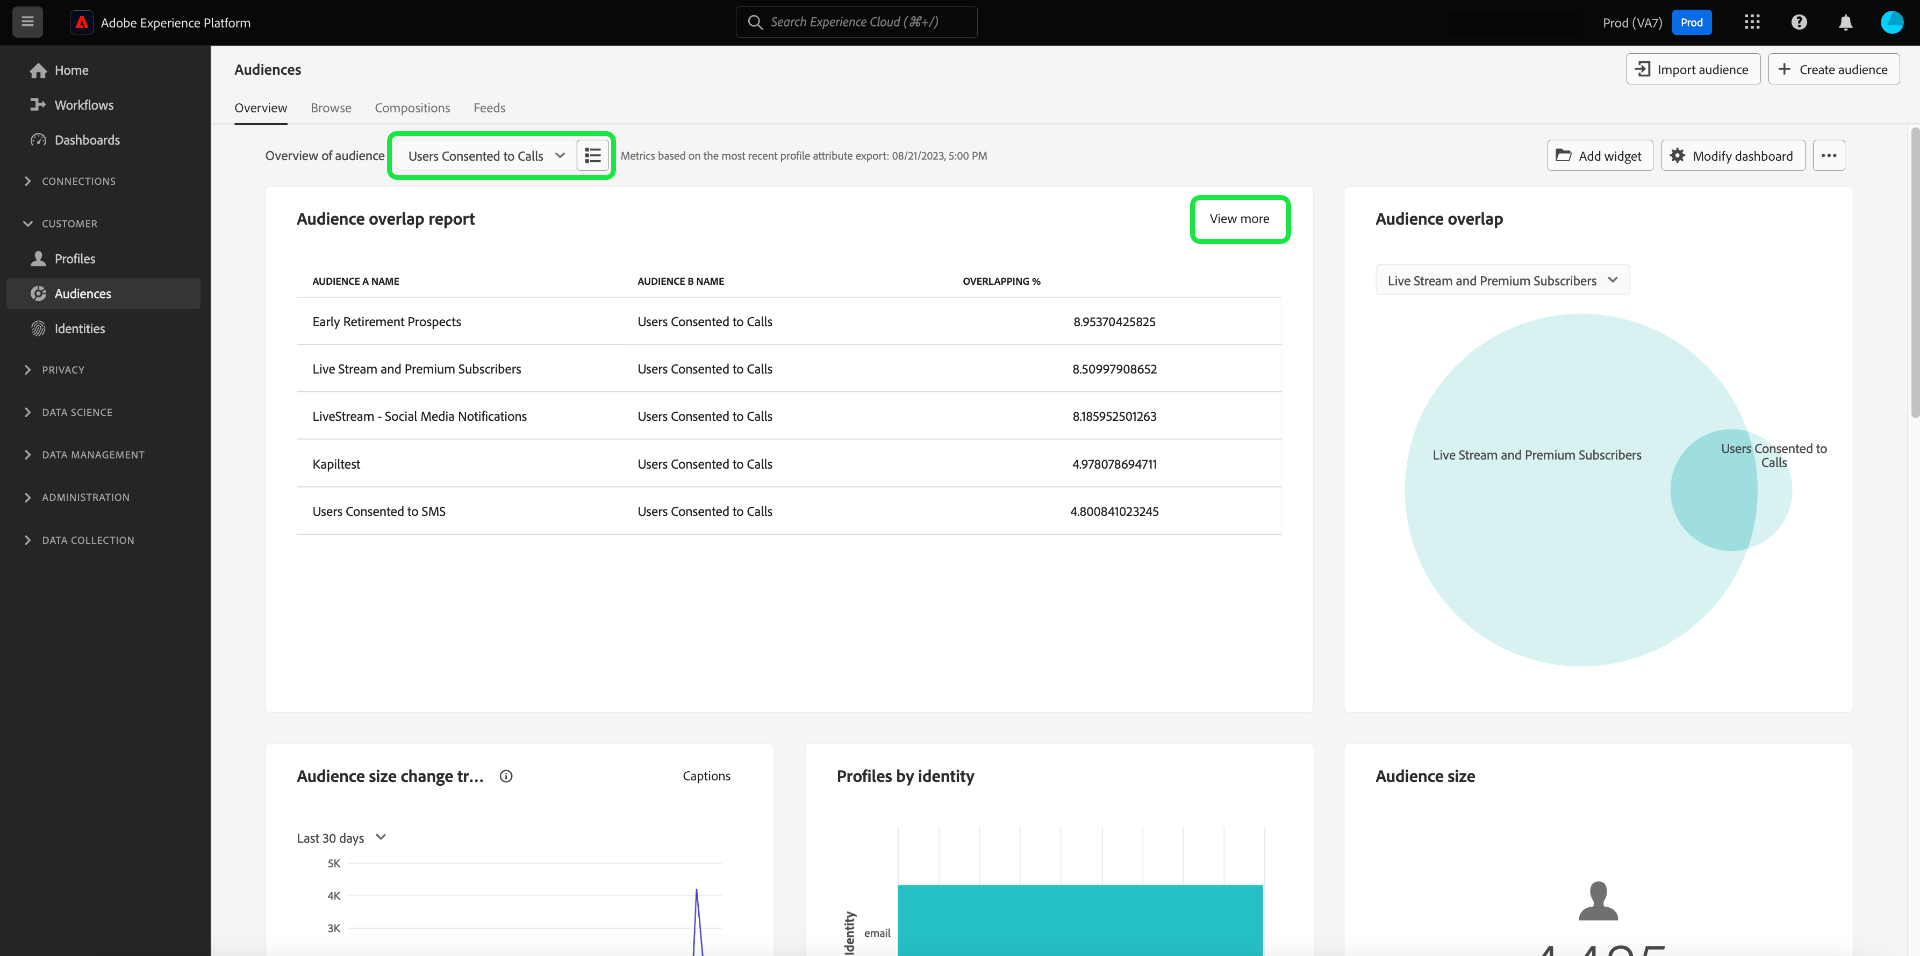 Adobe Experience Platform
Search Experience Cloud (⌘+/)
Prod (VA7)
Prod
Home
Workflows
Dashboards
CONNECTIONS
CUSTOMER
Profiles
Audiences
Identities
PRIVACY
DATA SCIENCE
DATA MANAGEMENT
ADMINISTRATION
DATA COLLECTION
Audiences
Import audience
Create audience
Overview Browse Compositions Feeds
Overview of audience Users Consented to Calls Metrics based on the most recent profile attribute export: 08/21/2023, 5:00 PM
Add widget
Modify dashboard
Audience overlap report
View more
AUDIENCE A NAME AUDIENCE B NAME OVERLAPPING %
Early Retirement Prospects Users Consented to Calls 8.95370425825
Live Stream and Premium Subscribers Users Consented to Calls 8.50997908652
LiveStream - Social Media Notifications Users Consented to Calls 8.185952501263
Kapiltest Users Consented to Calls 4.978078694711
Users Consented to SMS Users Consented to Calls 4.800841023245
Audience overlap
Live Stream and Premium Subscribers
Live Stream and Premium Subscribers
Users Consented to
Calls
Audience size change tr...
Captions
Last 30 days
5K
4K
3K
Profiles by identity
Identity
email
Audience size